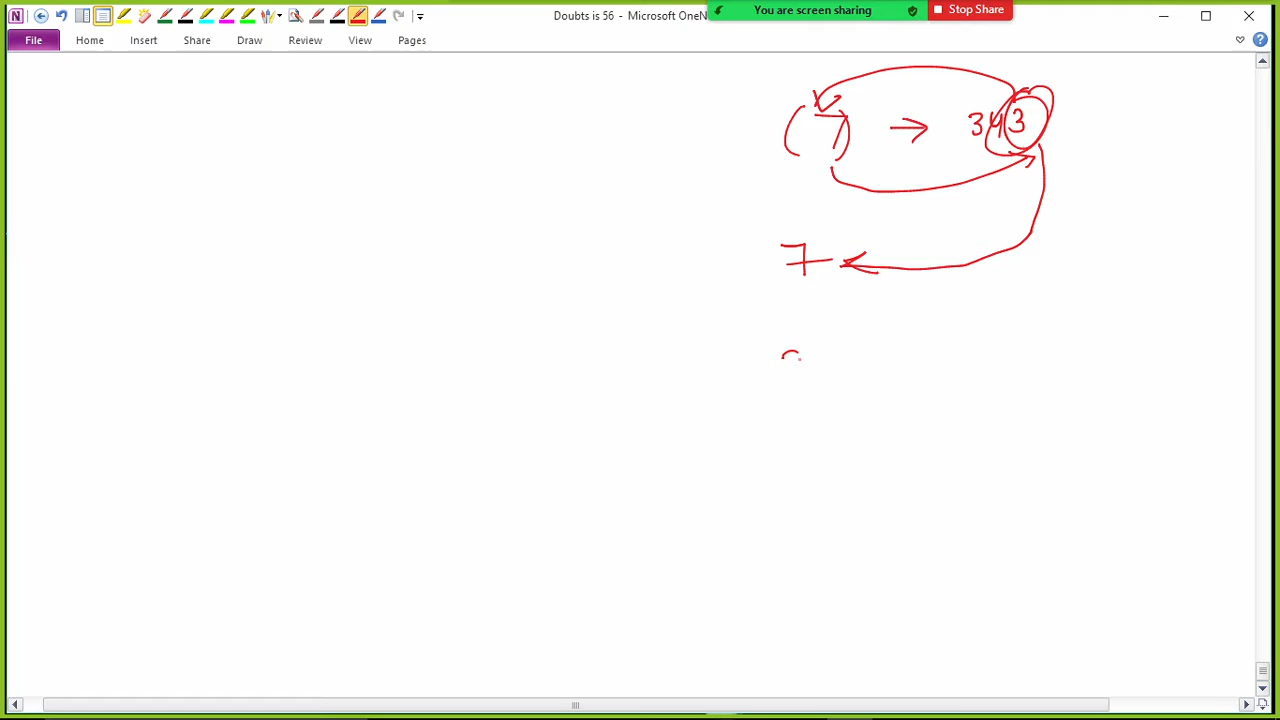 You are screen sharing Stop Share
Doubts is 56 - Microsoft OneN
File Home Insert Share Draw Review View Pages
(7) → 343
7